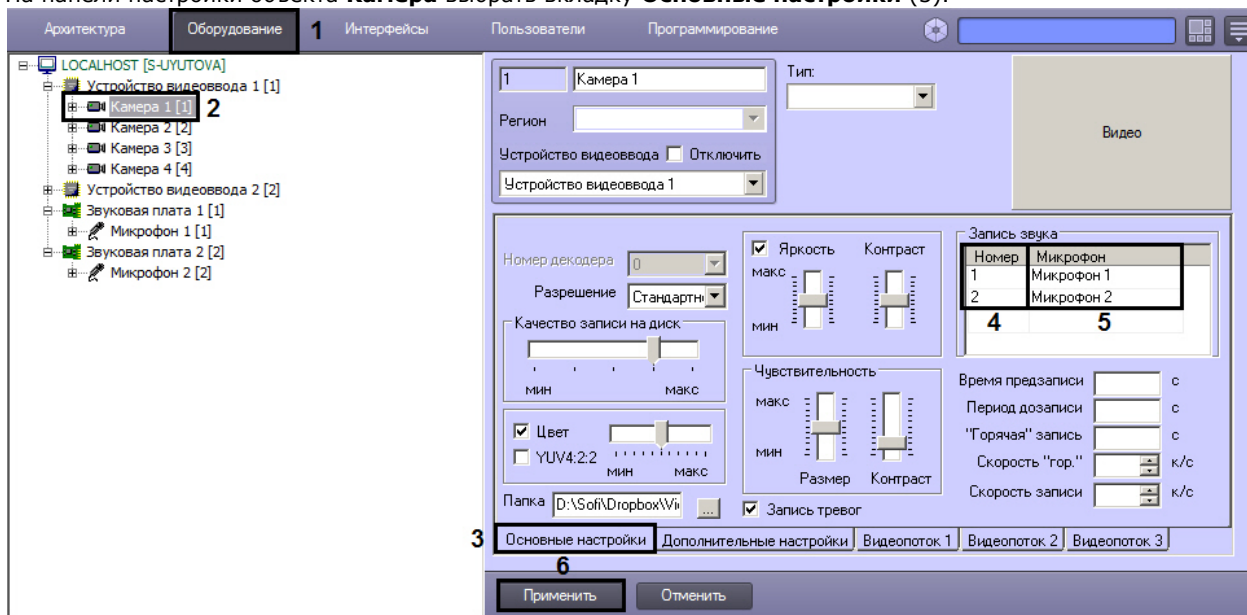 На панели настройки объекта Камера выбрать вкладку Основные настройки (3).
Архитектура Оборудование 1 Интерфейсы Пользователи Программирование
LOCALHOST [S-UYUTOVA]
Устройство видеоввода 1 [1]
Камера 1 [1] 2
Камера 2 [2]
Камера 3 [3]
Камера 4 [4]
Устройство видеоввода 2 [2]
Звуковая плата 1 [1]
Микрофон 1 [1]
Звуковая плата 2 [2]
Микрофон 2 [2]
1 Камера 1
Регион
Устройство видеоввода Отключить
Устройство видеоввода 1
Тип:
Видео
Номер декодера 0
Разрешение Стандартн
Качество записи на диск
мин макс
Цвет
YUV4:2:2
мин макс
Папка D:\Sofi\Dropbox\Vi ...
Яркость Контраст
макс
мин
Чувствительность
макс
мин
Размер Контраст
Запись тревог
Запись звука
Номер Микрофон
1 Микрофон 1
2 Микрофон 2
4 5
Время предзаписи с
Период дозаписи с
"Горячая" запись с
Скорость "гор." к/с
Скорость записи к/с
3 Основные настройки Дополнительные настройки Видеопоток 1 Видеопоток 2 Видеопоток 3
6
Применить Отменить